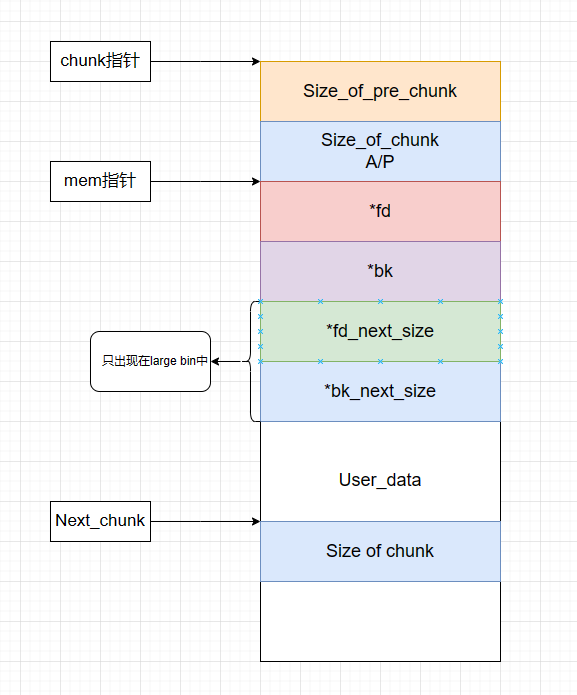 chunk指针
Size_of_pre_chunk
Size_of_chunk
A/P
mem指针
*fd
*bk
*fd_next_size
只出现在large bin中
*bk_next_size
User_data
Next_chunk
Size of chunk